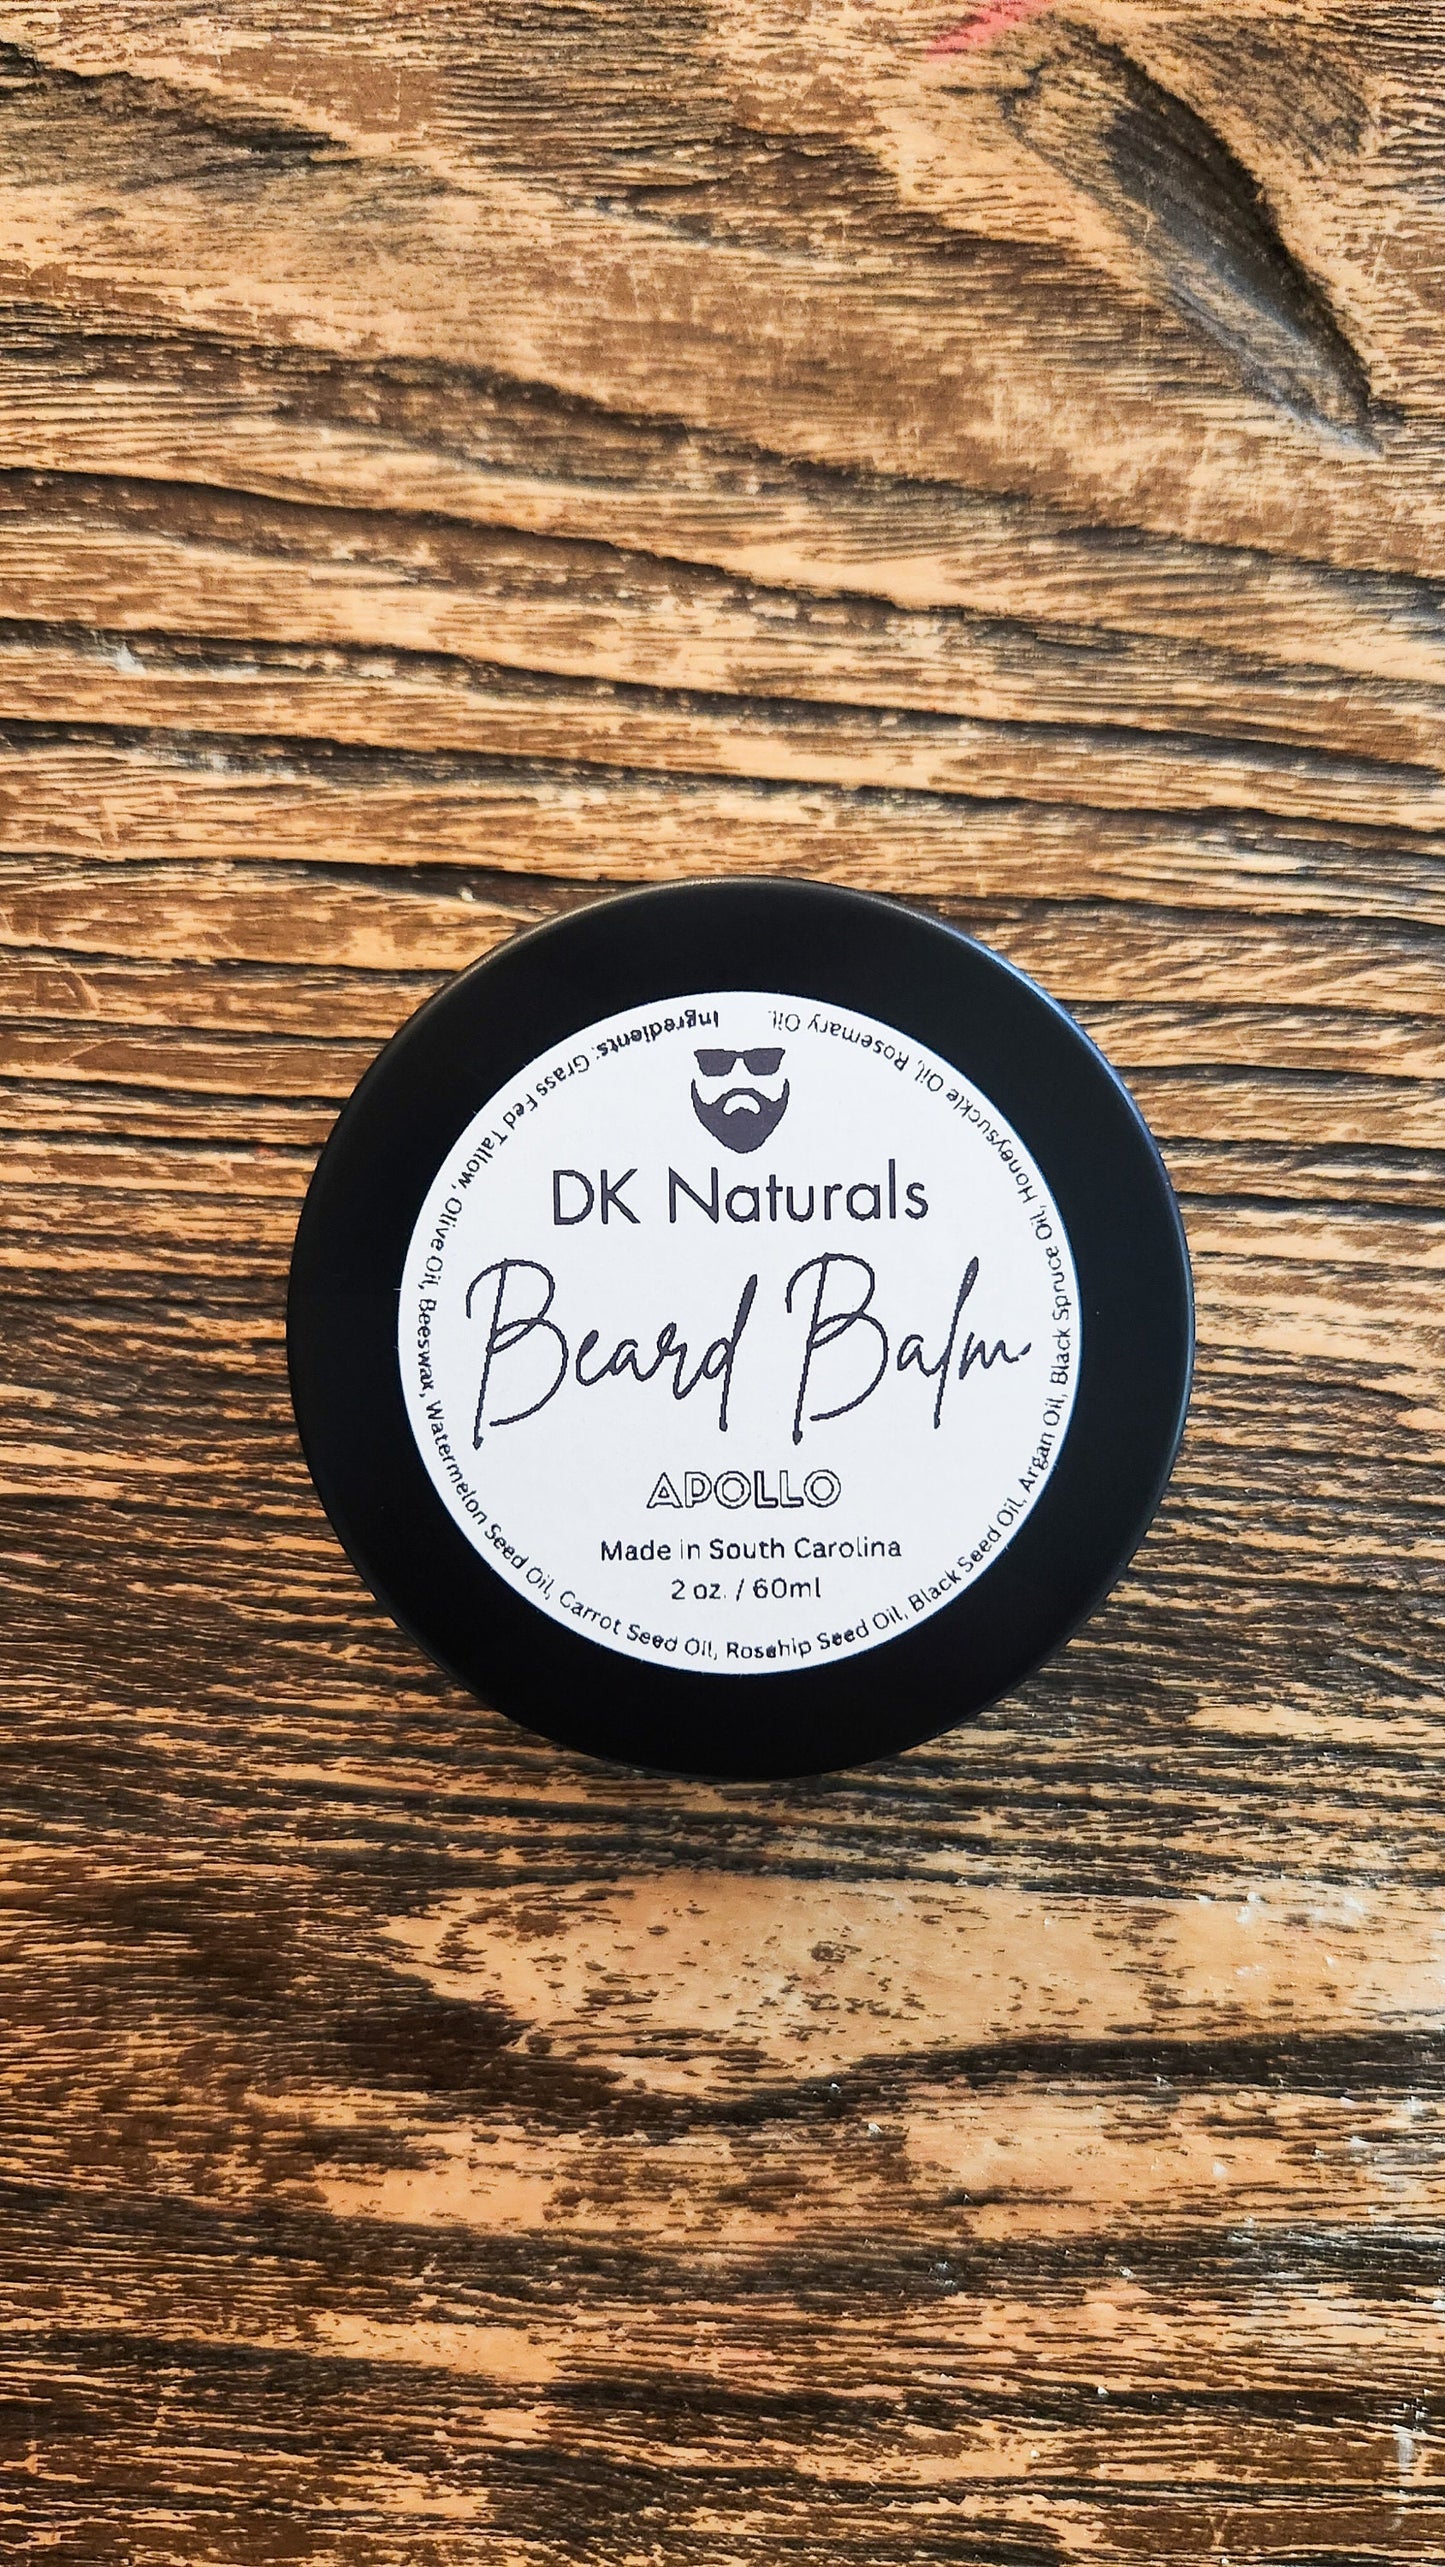 DK Naturals
Beard Balm
APOLLO
Made in South Carolina
2 oz. / 60ml
Ingredients: Grass Fed Tallow, Olive Oil, Beeswax, Watermelon Seed Oil, Carrot Seed Oil, Rosehip Seed Oil, Black Seed Oil, Argan Oil, Black Spruce Oil, Honeysuckle Oil, Rosemary Oil.